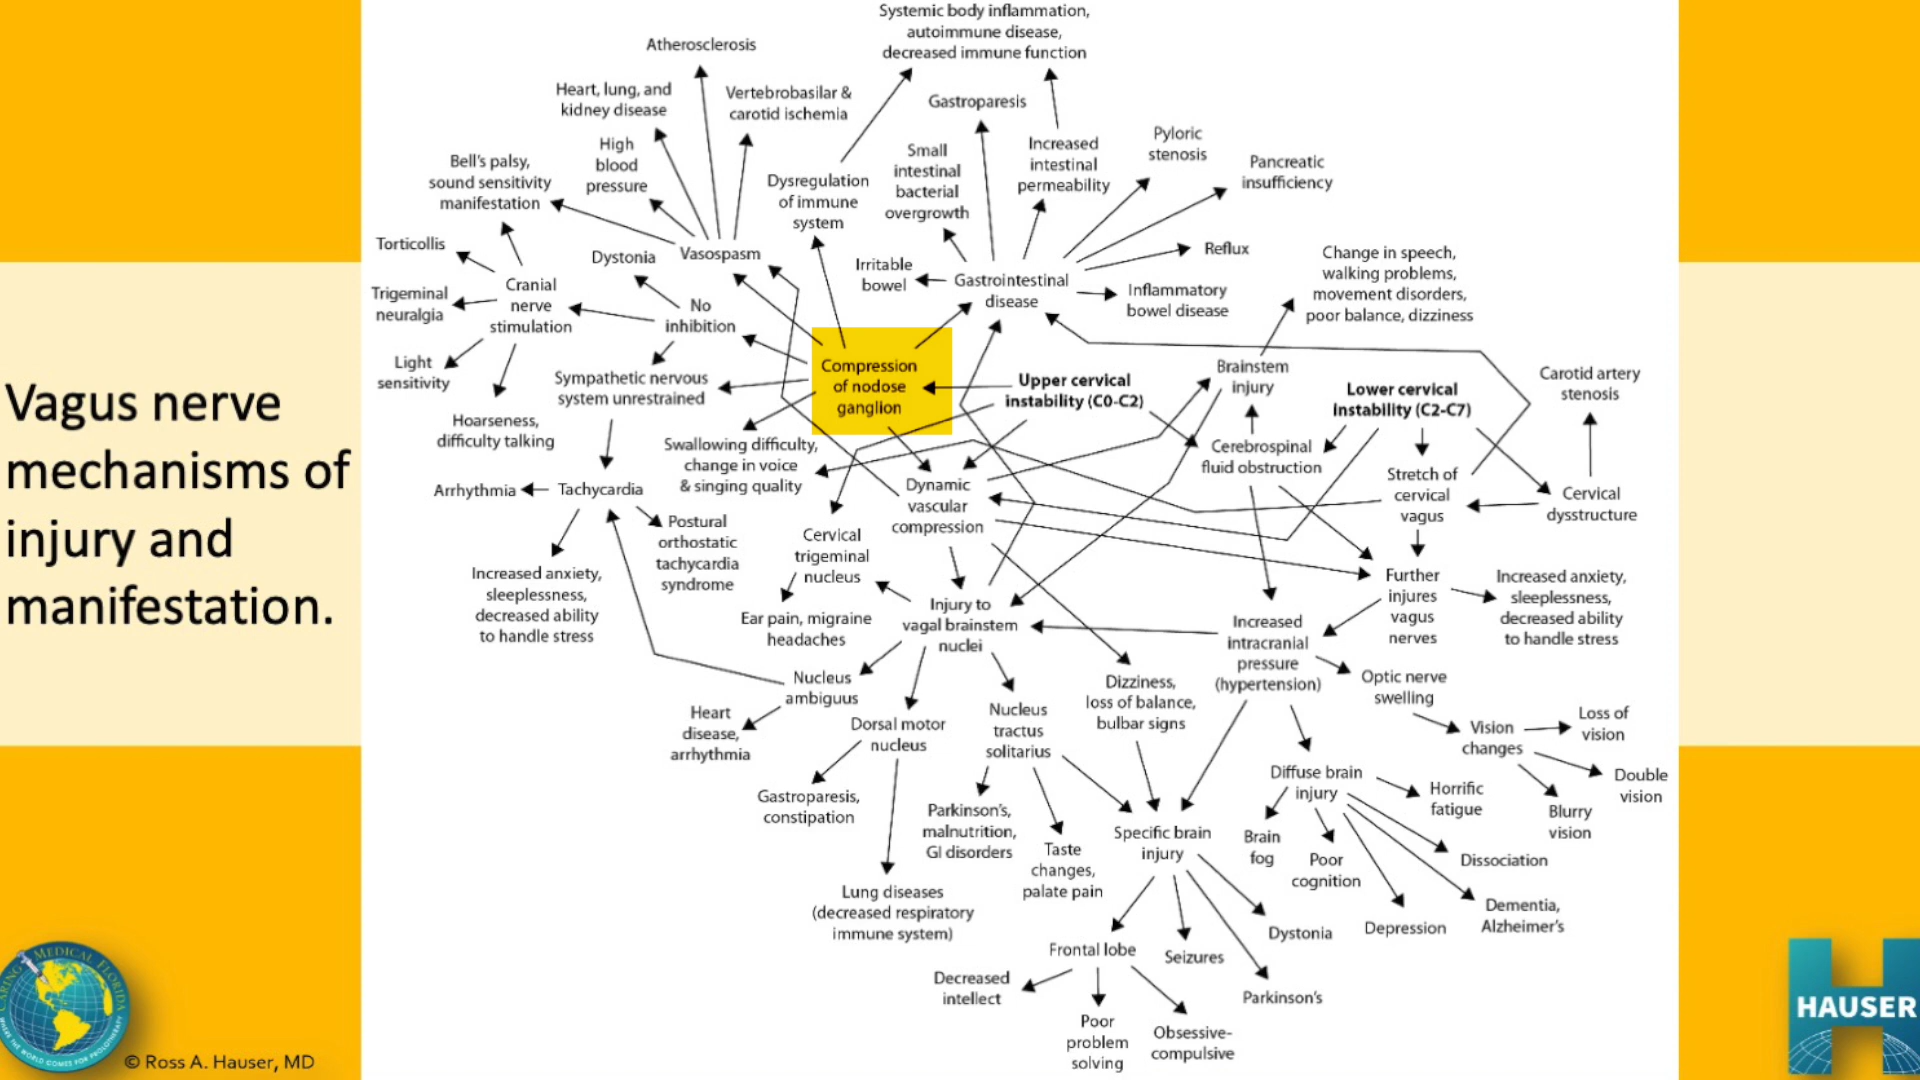 Vagus nerve
mechanisms of
injury and
manifestation.
Systemic body inflammation,
autoimmune disease,
decreased immune function
Atherosclerosis
Heart, lung, and
kidney disease
Vertebrobasilar &
carotid ischemia
Gastroparesis
High
blood
pressure
Bell's palsy,
sound sensitivity
manifestation
Dysregulation
of immune
system
Small
intestinal
bacterial
overgrowth
Increased
intestinal
permeability
Pyloric
stenosis
Pancreatic
insufficiency
Torticollis
Dystonia
Vasospasm
Irritable
bowel
Gastrointestinal
disease
Reflux
Inflammatory
bowel disease
Change in speech,
walking problems,
movement disorders,
poor balance, dizziness
Trigeminal
neuralgia
Cranial
nerve
stimulation
No
inhibition
Light
sensitivity
Sympathetic nervous
system unrestrained
Compression
of nodose
ganglion
Upper cervical
instability (C0-C2)
Brainstem
injury
Lower cervical
instability (C2-C7)
Carotid artery
stenosis
Hoarseness,
difficulty talking
Swallowing difficulty,
change in voice
& singing quality
Cerebrospinal
fluid obstruction
Arrhythmia
Tachycardia
Dynamic
vascular
compression
Stretch of
cervical
vagus
Cervical
dysstructure
Postural
orthostatic
tachycardia
syndrome
Cervical
trigeminal
nucleus
Increased anxiety,
sleeplessness,
decreased ability
to handle stress
Ear pain, migraine
headaches
Injury to
vagal brainstem
nuclei
Increased
intracranial
pressure
(hypertension)
Further
injures
vagus
nerves
Increased anxiety,
sleeplessness,
decreased ability
to handle stress
Nucleus
ambiguus
Heart
disease,
arrhythmia
Dorsal motor
nucleus
Nucleus
tractus
solitarius
Dizziness,
loss of balance,
bulbar signs
Optic nerve
swelling
Vision
changes
Loss of
vision
Double
vision
Blurry
vision
Gastroparesis,
constipation
Parkinson's,
malnutrition,
GI disorders
Taste
changes,
palate pain
Specific brain
injury
Diffuse brain
injury
Horrific
fatigue
Brain
fog
Poor
cognition
Dissociation
Lung diseases
(decreased respiratory
immune system)
Dementia,
Alzheimer's
Depression
Dystonia
Frontal lobe
Seizures
Parkinson's
Decreased
intellect
Poor
problem
solving
Obsessive-
compulsive
CARING MEDICAL FLORIDA
WHERE THE WORLD COMES FOR PROLOTHERAPY
© Ross A. Hauser, MD
HAUSER